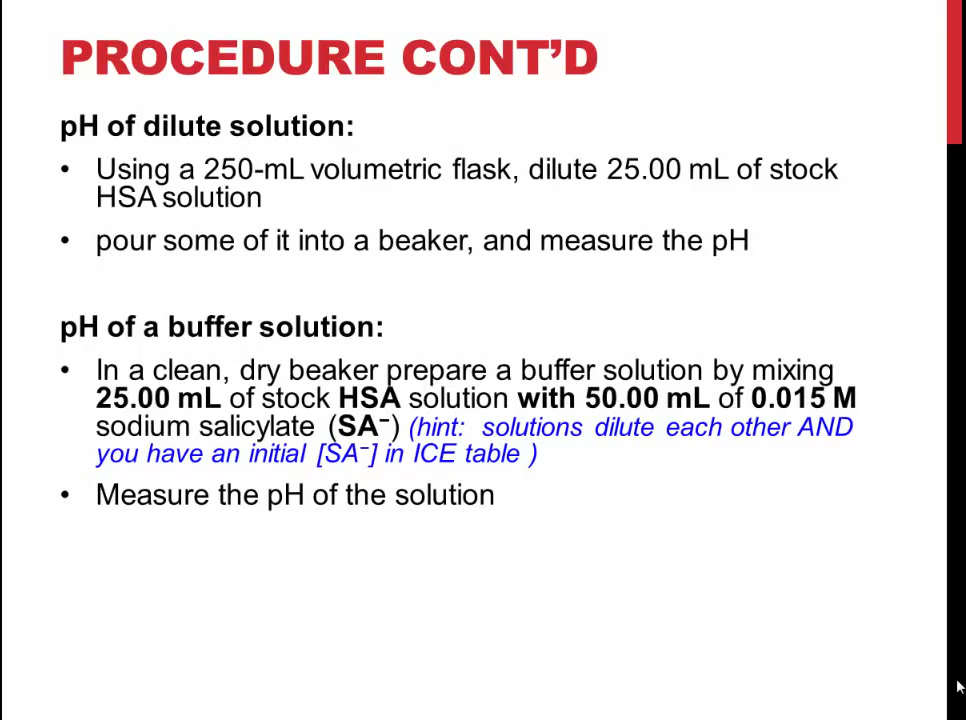 PROCEDURE CONT’D
pH of dilute solution:
• Using a 250-mL volumetric flask, dilute 25.00 mL of stock
HSA solution
• pour some of it into a beaker, and measure the pH
pH of a buffer solution:
• In a clean, dry beaker prepare a buffer solution by mixing
25.00 mL of stock HSA solution with 50.00 mL of 0.015 M
sodium salicylate (SA⁻) (hint: solutions dilute each other AND
you have an initial [SA⁻] in ICE table )
• Measure the pH of the solution